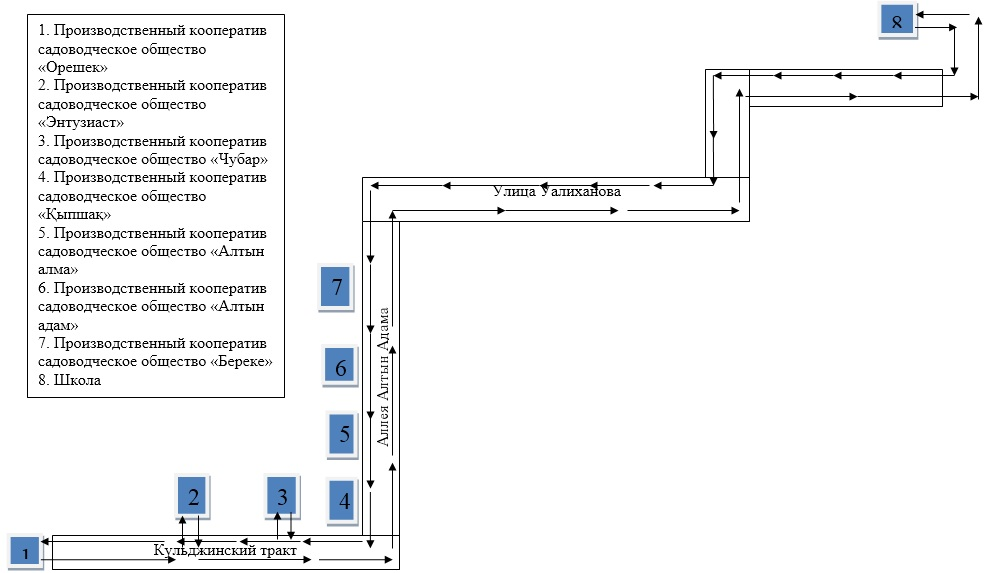 1. Производственный кооператив
садоводческое общество
«Орешек»
2. Производственный кооператив
садоводческое общество
«Энтузиаст»
3. Производственный кооператив
садоводческое общество «Чубар»
4. Производственный кооператив
садоводческое общество
«Қыпшақ»
5. Производственный кооператив
садоводческое общество «Алтын
алма»
6. Производственный кооператив
садоводческое общество «Алтын
адам»
7. Производственный кооператив
садоводческое общество «Береке»
8. Школа
8
Улица Уалиханова
7
6
Аллея Алтын Адама
5
4
2
3
1
Кульджинский тракт